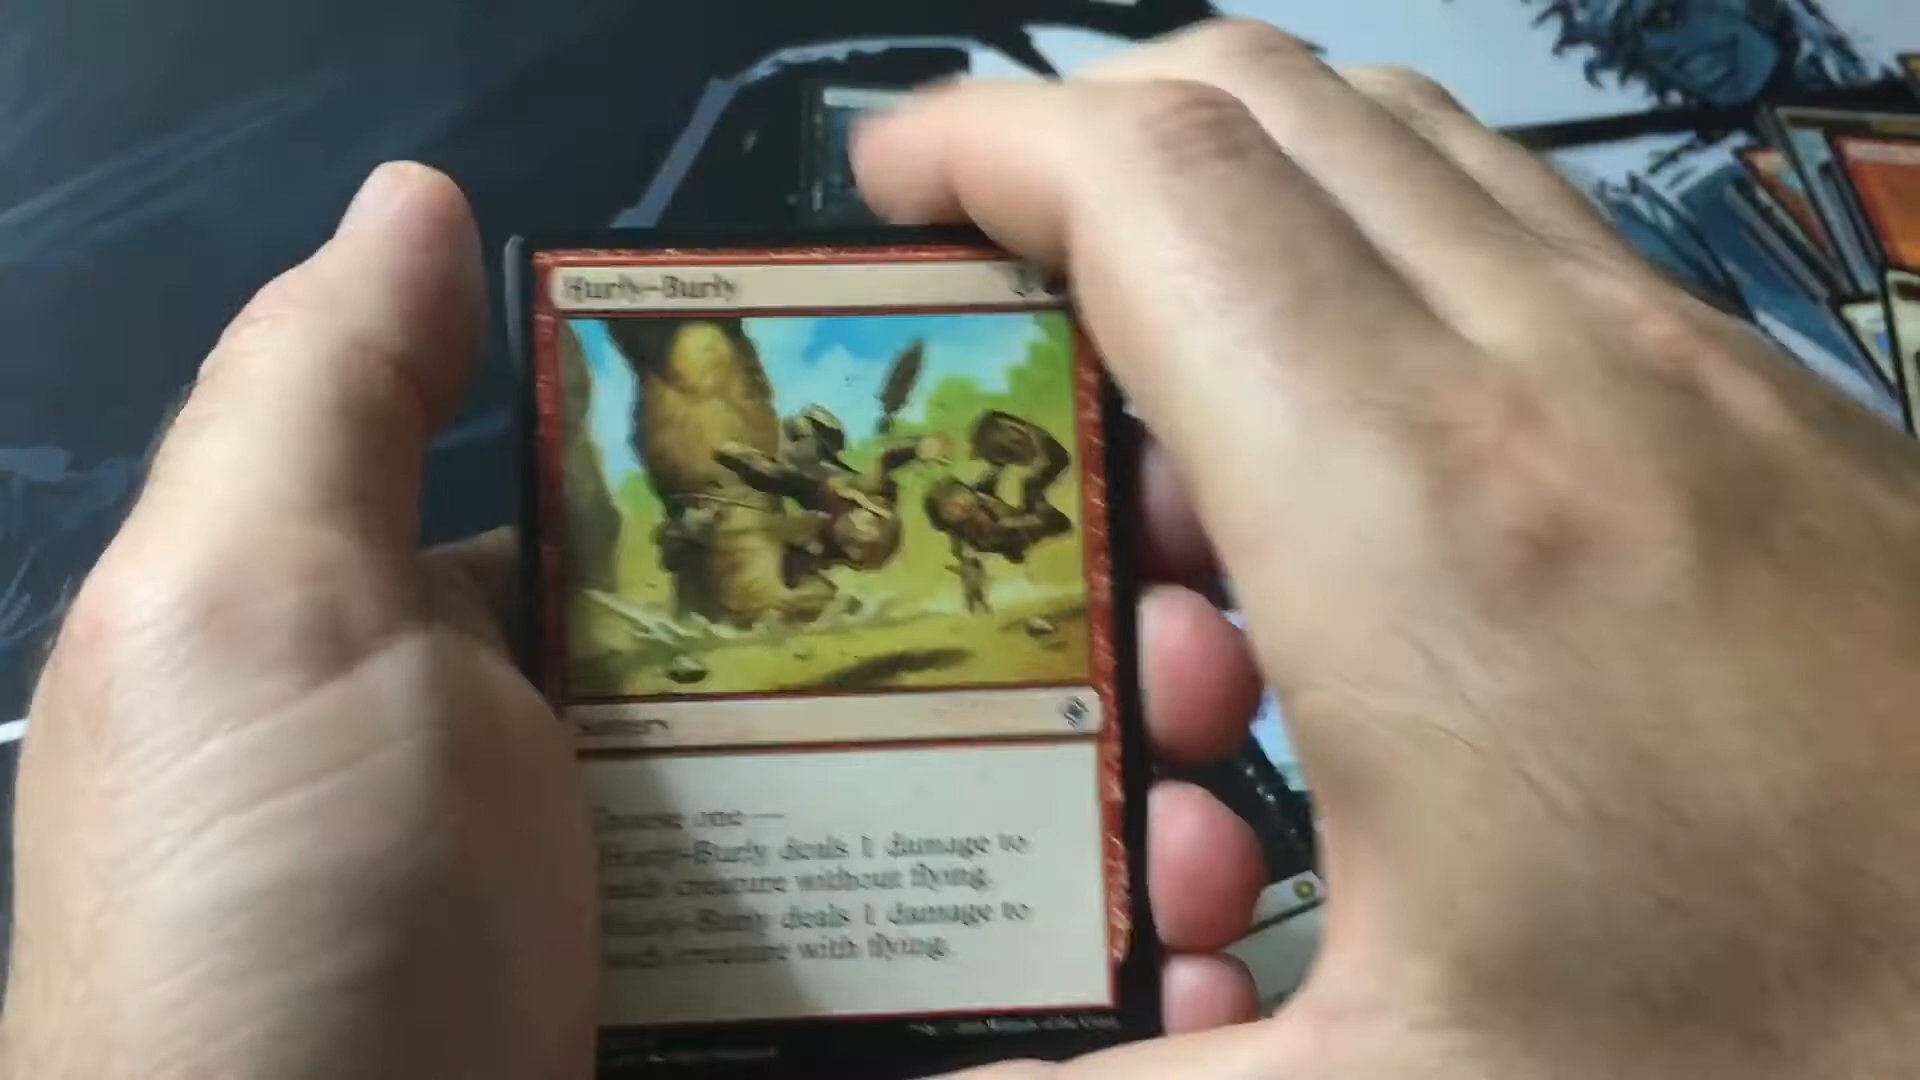 Hurly-Burly
Choose one —
Hurly-Burly deals 1 damage to
each creature without flying.
Hurly-Burly deals 1 damage to
each creature with flying.